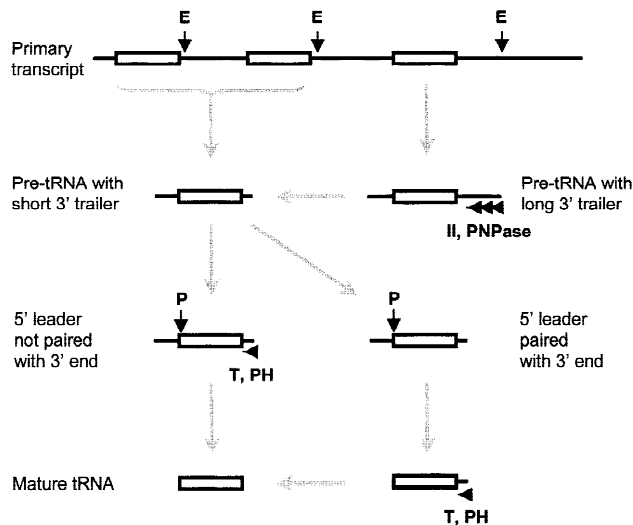 E
E
E
Primary
transcript
Pre-tRNA with
short 3' trailer
Pre-tRNA with
long 3' trailer
II, PNPase
P
P
5' leader
not paired
with 3' end
5' leader
paired
with 3' end
T, PH
Mature tRNA
T, PH